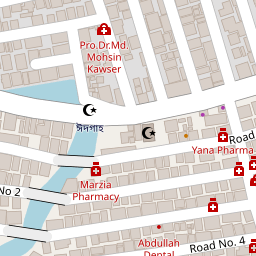 Pro.Dr.Md.
Mohsin
Kawser
ঈদগাহ
Road
Yana Pharma
Marzia
Pharmacy
No 2
Abdullah
Dental
Road No. 4